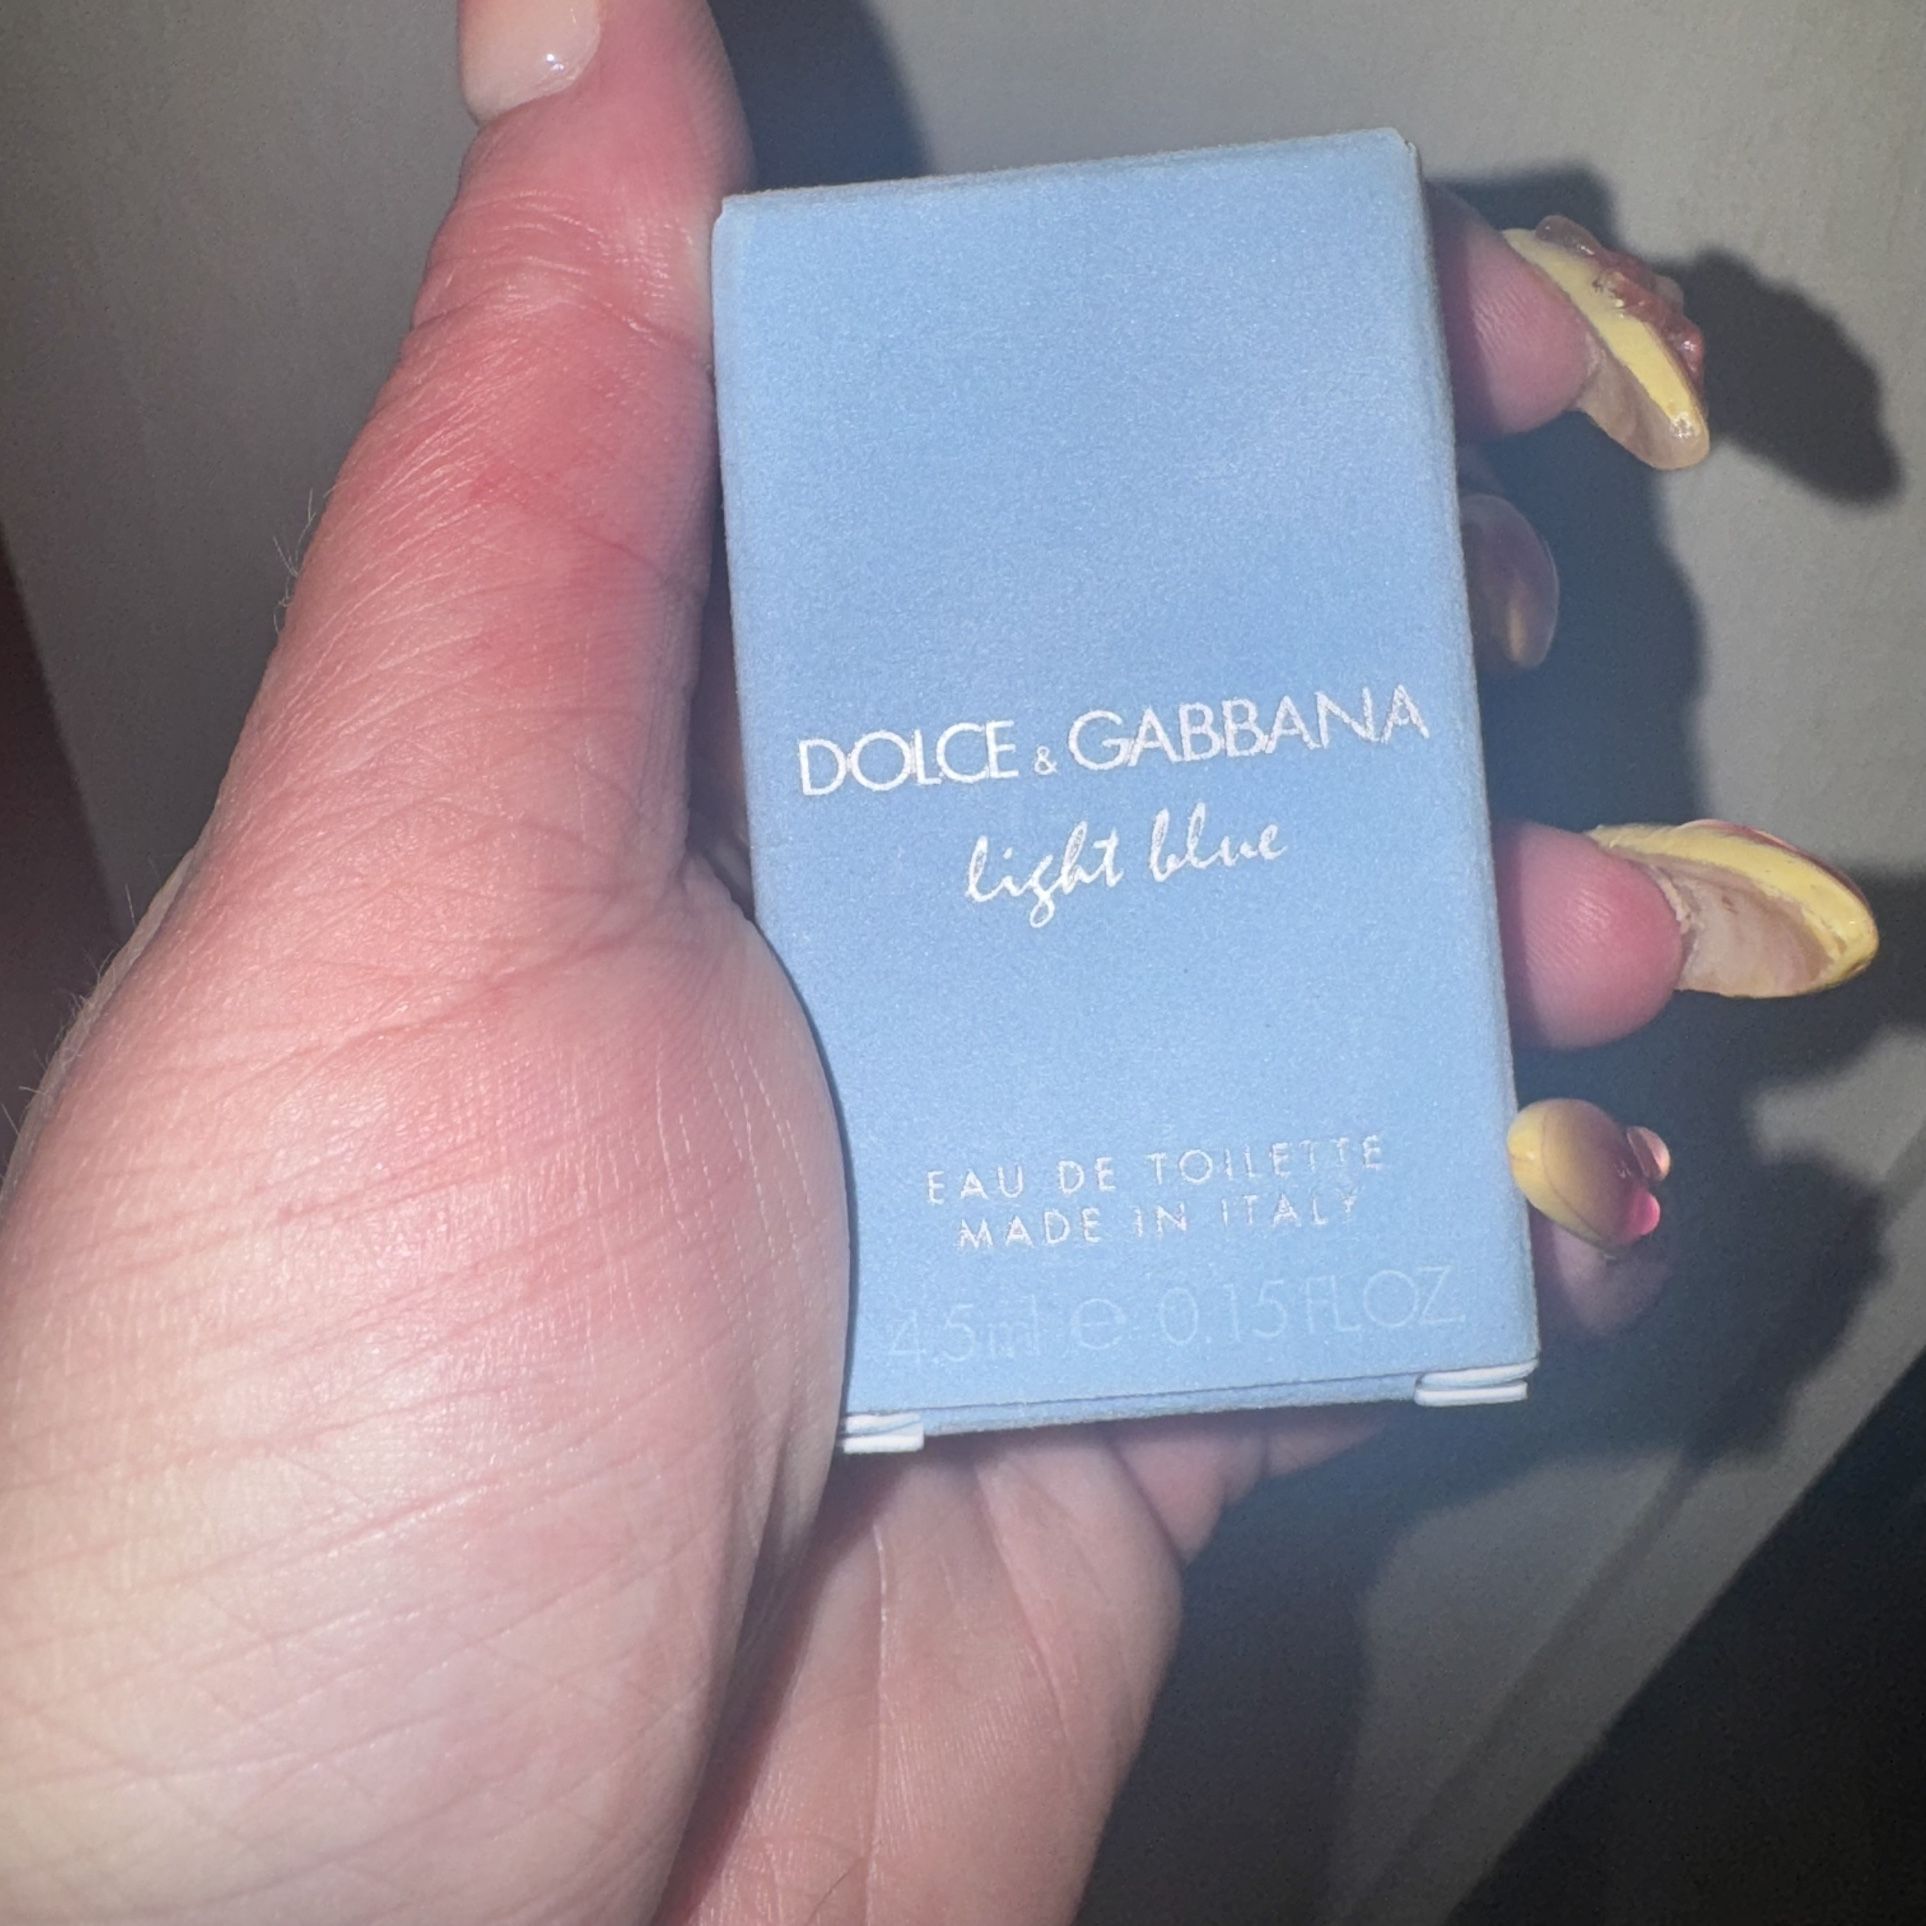 DOLCE & GABBANA
light blue
EAU DE TOILETTE
MADE IN ITALY
4.5ml e 0.15 FL.OZ.